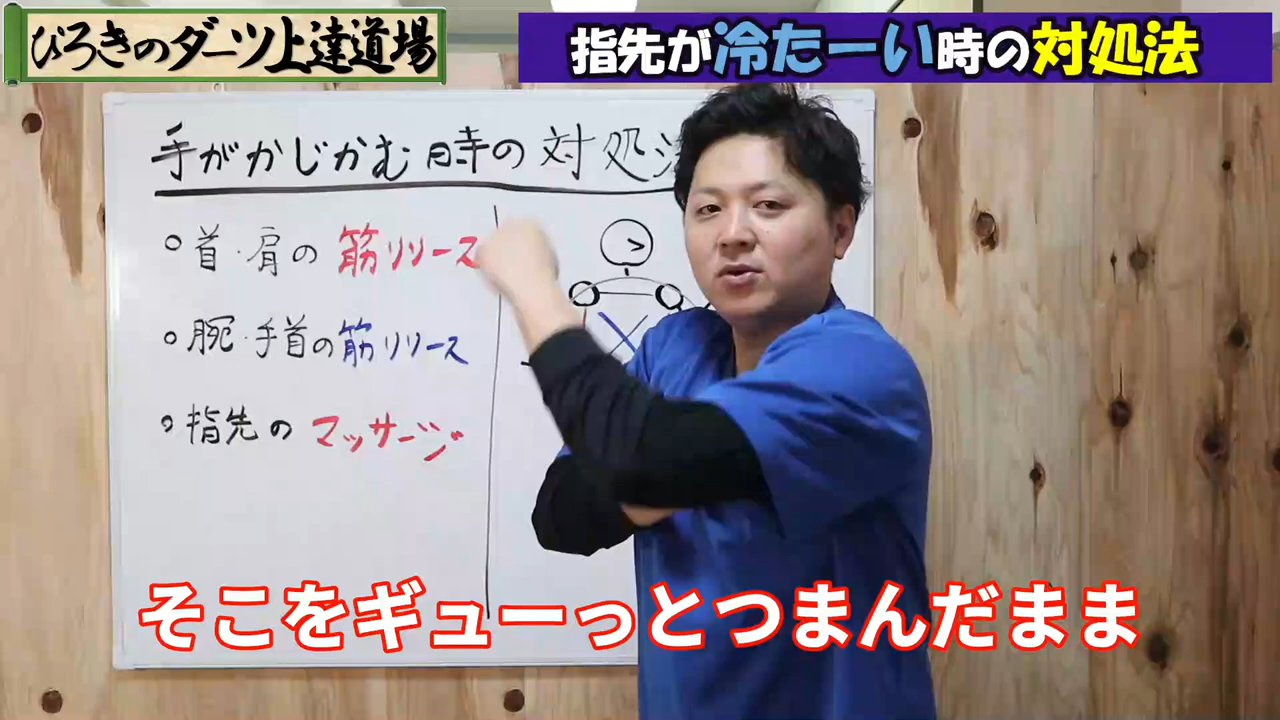 ひろきのダーツ上達道場
指先が冷たーい時の対処法
手がかじかむ時の対処法
○首・肩の筋リリース
○腕・手首の筋リリース
○指先のマッサージ
そこをギューっとつまんだまま